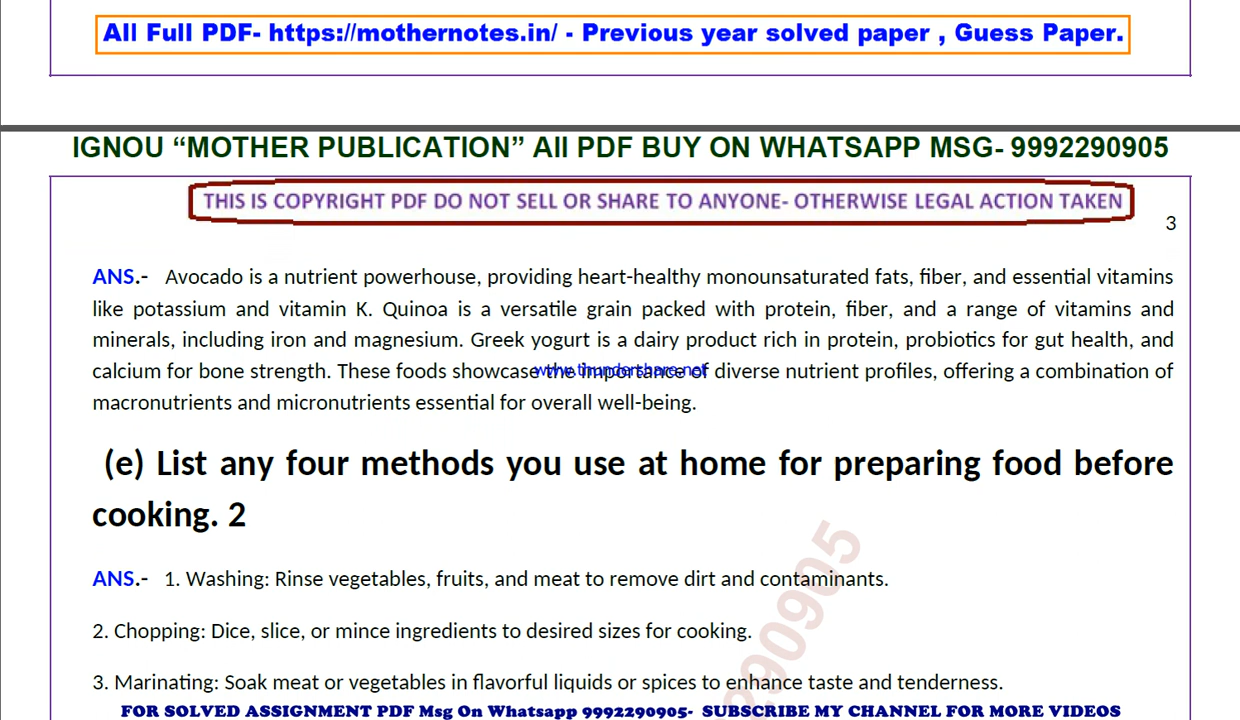 All Full PDF- https://mothernotes.in/ - Previous year solved paper , Guess Paper.
IGNOU “MOTHER PUBLICATION” All PDF BUY ON WHATSAPP MSG- 9992290905
THIS IS COPYRIGHT PDF DO NOT SELL OR SHARE TO ANYONE- OTHERWISE LEGAL ACTION TAKEN
3
ANS.- Avocado is a nutrient powerhouse, providing heart-healthy monounsaturated fats, fiber, and essential vitamins
like potassium and vitamin K. Quinoa is a versatile grain packed with protein, fiber, and a range of vitamins and
minerals, including iron and magnesium. Greek yogurt is a dairy product rich in protein, probiotics for gut health, and
calcium for bone strength. These foods showcase the importance of diverse nutrient profiles, offering a combination of
www.thundershare.net
macronutrients and micronutrients essential for overall well-being.
(e) List any four methods you use at home for preparing food before
cooking. 2
ANS.- 1. Washing: Rinse vegetables, fruits, and meat to remove dirt and contaminants.
2. Chopping: Dice, slice, or mince ingredients to desired sizes for cooking.
3. Marinating: Soak meat or vegetables in flavorful liquids or spices to enhance taste and tenderness.
290905
FOR SOLVED ASSIGNMENT PDF Msg On Whatsapp 9992290905- SUBSCRIBE MY CHANNEL FOR MORE VIDEOS